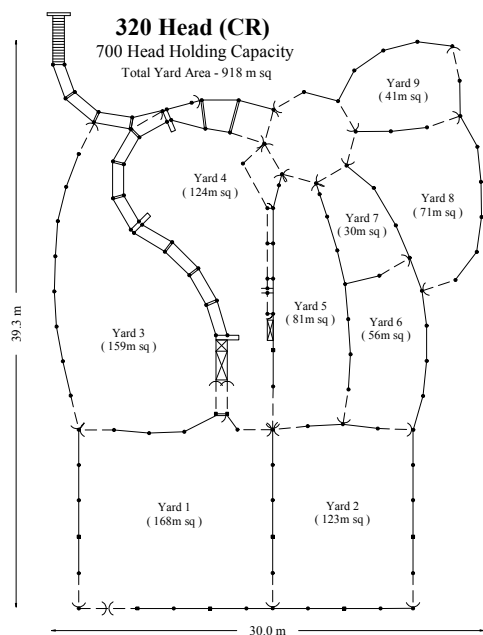 320 Head (CR)
700 Head Holding Capacity
Total Yard Area - 918 m sq
Yard 9
( 41m sq )
Yard 4
( 124m sq )
Yard 8
( 71m sq )
Yard 7
( 30m sq )
Yard 5
( 81m sq )
Yard 6
( 56m sq )
Yard 3
( 159m sq )
39.3 m
Yard 1
( 168m sq )
Yard 2
( 123m sq )
30.0 m